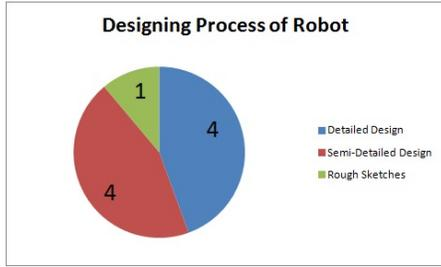 Designing Process of Robot
1
4
4
Detailed Design
Semi-Detailed Design
Rough Sketches